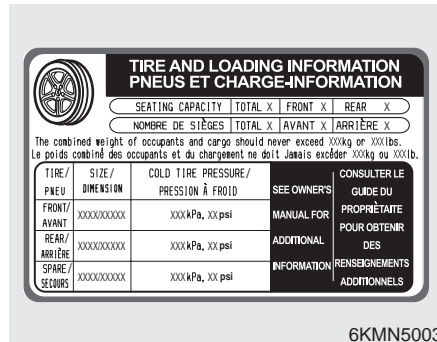 TIRE AND LOADING INFORMATION
PNEUS ET CHARGE-INFORMATION
SEATING CAPACITY TOTAL X FRONT X REAR X
NOMBRE DE SIÈGES TOTAL X AVANT X ARRIÈRE X
The combined weight of occupants and cargo should never exceed XXXkg or XXXlbs.
Le poids combiné des occupants et du chargement ne doit Jamais excéder XXXkg ou XXXlb.
TIRE/
PNEU
SIZE/
DIMENSION
COLD TIRE PRESSURE/
PRESSION À FROID
FRONT/
AVANT
XXXX/XXXXX
XXX kPa, XX psi
REAR/
ARRIÈRE
XXXX/XXXXX
XXX kPa, XX psi
SPARE/
SECOURS
XXXX/XXXXX
XXX kPa, XX psi
SEE OWNER'S
MANUAL FOR
ADDITIONAL
INFORMATION
CONSULTER LE
GUIDE DU
PROPRIÈTAITE
POUR OBTENIR
DES
RENSEIGNEMENTS
ADDITIONNELS
6KMN5003